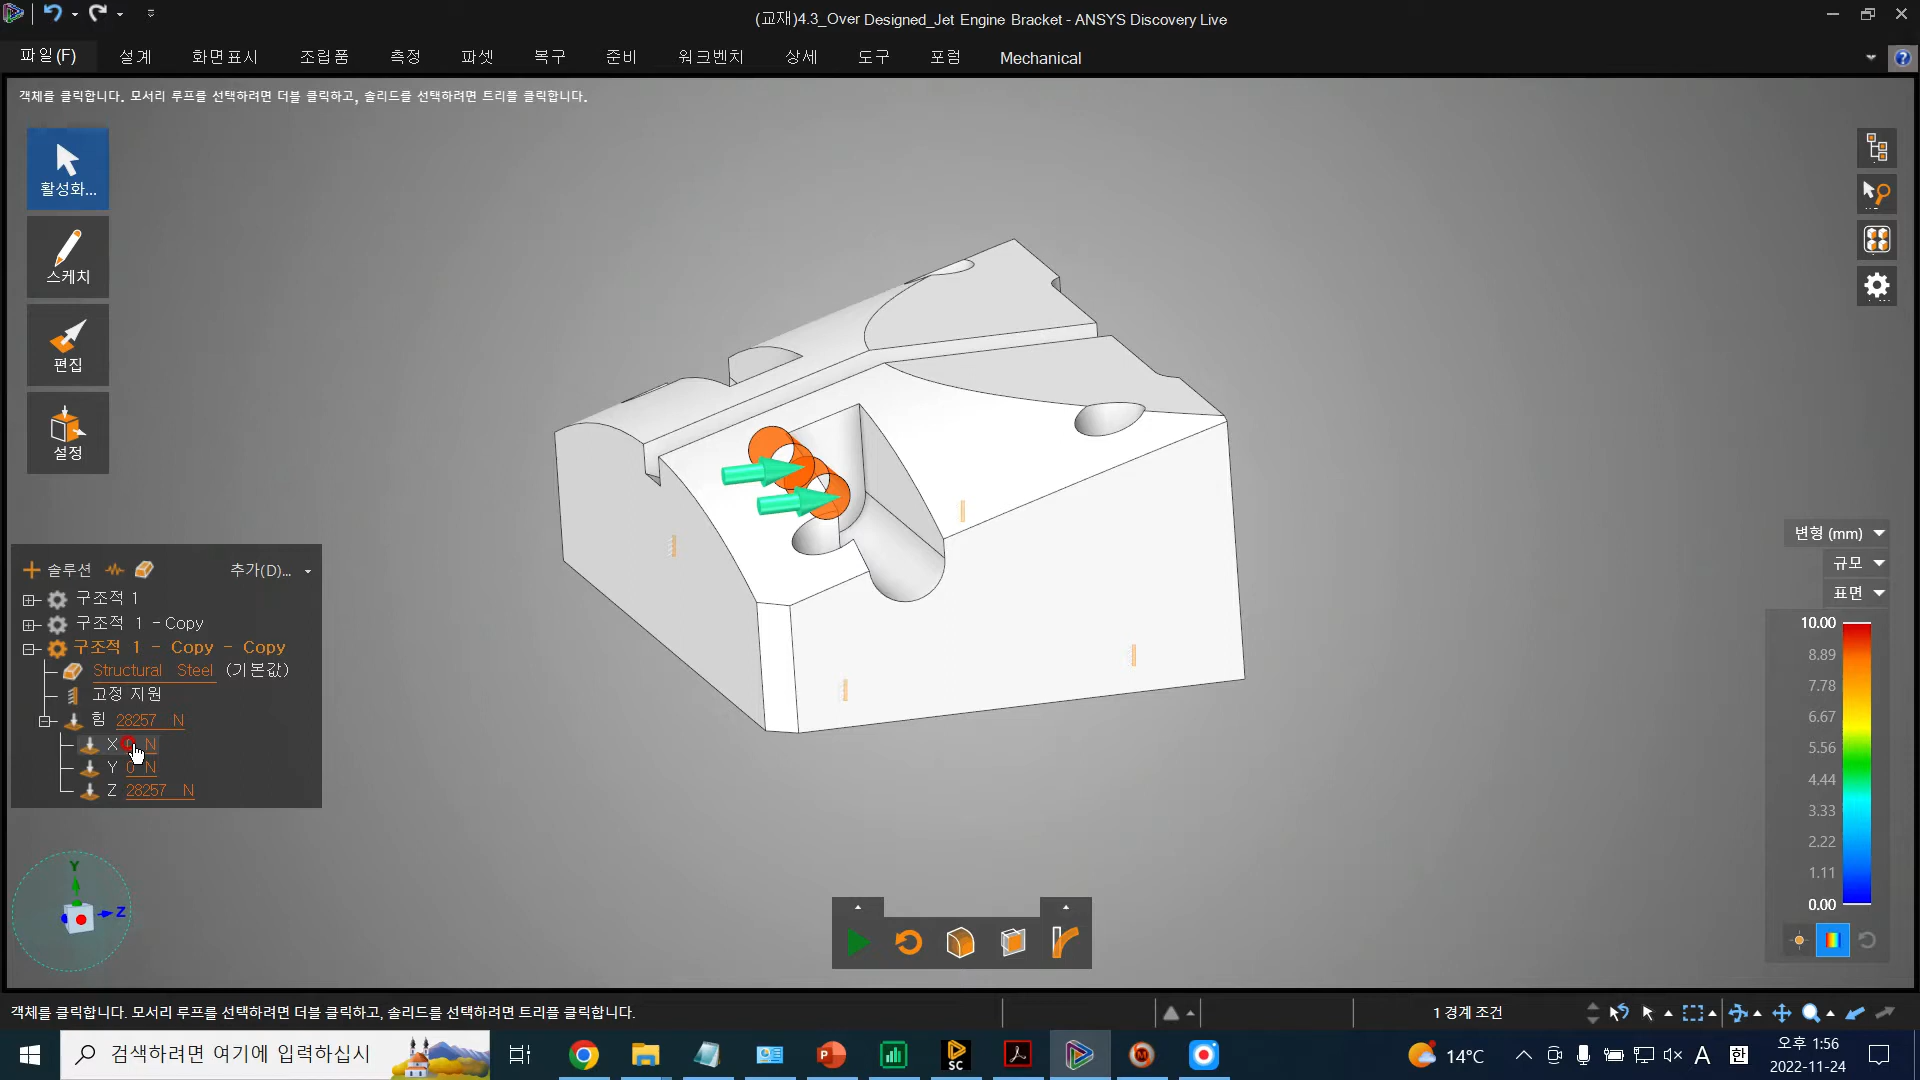 (교재)4.3_Over Designed_Jet Engine Bracket - ANSYS Discovery Live
파일(F) 설계 화면표시 조립품 측정 파셋 복구 준비 워크벤치 상세 도구 포럼 Mechanical
객체를 클릭합니다. 모서리 루프를 선택하려면 더블 클릭하고, 솔리드를 선택하려면 트리플 클릭합니다.
활성화...
스케치
편집
설정
솔루션 추가(D)...
구조적 1
구조적 1 - Copy
구조적 1 - Copy - Copy
Structural Steel (기본값)
고정 지원
힘 28257 N
X N
Y 0 N
Z 28257 N
Y
Z
변형 (mm)
규모
표면
10.00
8.89
7.78
6.67
5.56
4.44
3.33
2.22
1.11
0.00
객체를 클릭합니다. 모서리 루프를 선택하려면 더블 클릭하고, 솔리드를 선택하려면 트리플 클릭합니다.
1 경계 조건
검색하려면 여기에 입력하십시
SC
14°C
A
한
오후 1:56
2022-11-24